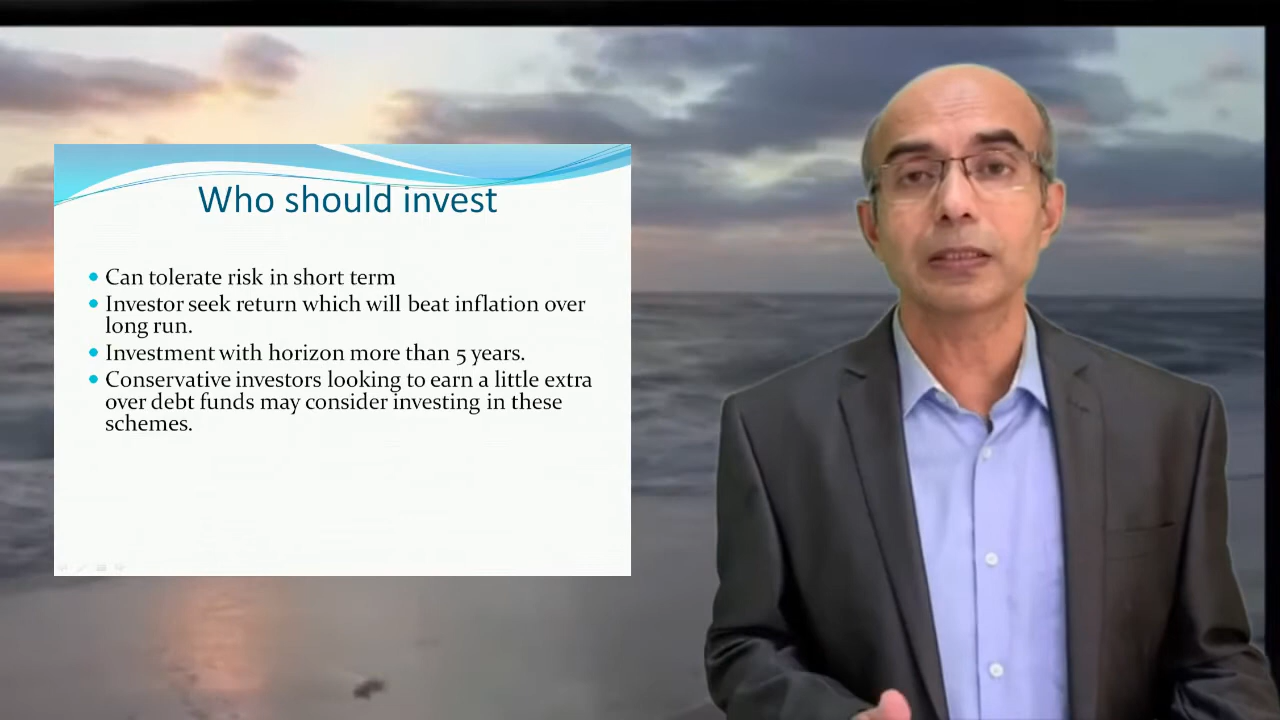 Who should invest
Can tolerate risk in short term
Investor seek return which will beat inflation over
long run.
Investment with horizon more than 5 years.
Conservative investors looking to earn a little extra
over debt funds may consider investing in these
schemes.